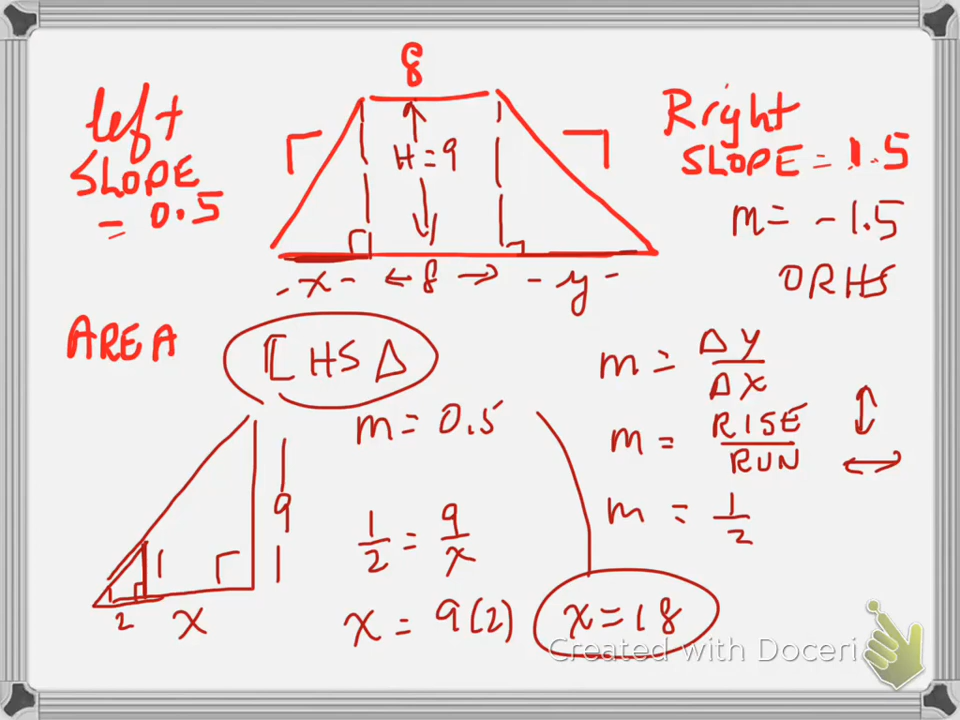 8
left
SLOPE
= 0.5
H = 9
Right
SLOPE = 1.5
m = -1.5
ORHS
- x - ← 8 → - y -
AREA
[ HS Δ
m = 0.5
1/2 = 9/x
x = 9(2)
x = 18
9
1
2
x
m = Δy/Δx
m = RISE/RUN
m = 1/2
Created with Doceri